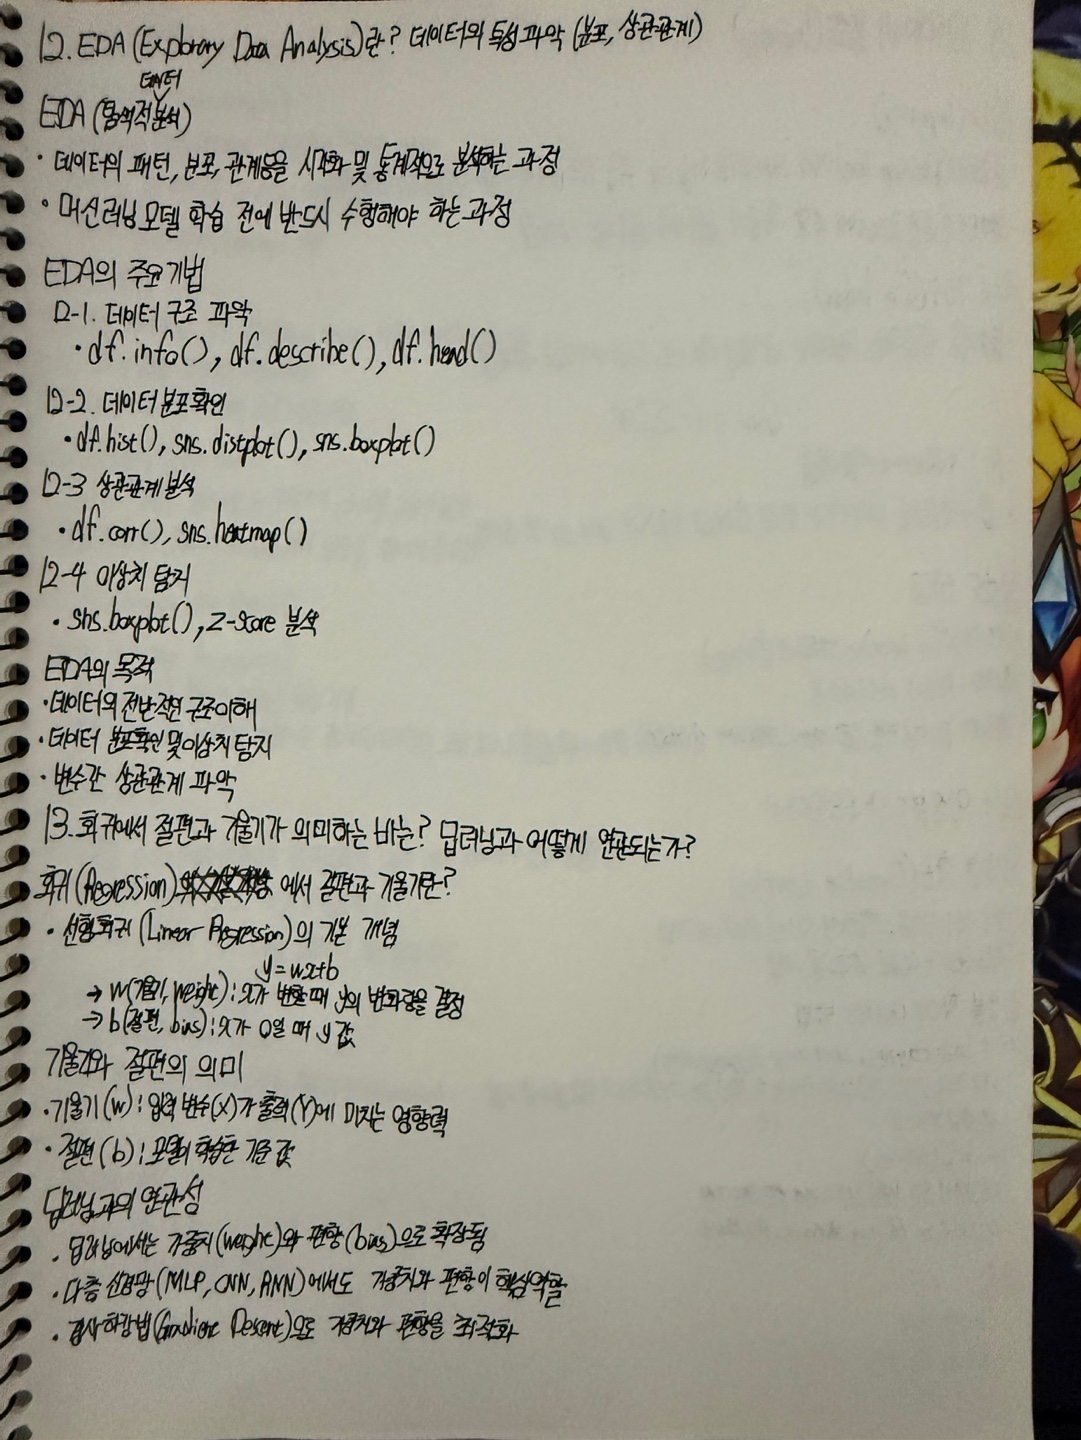 12. EDA (Explorary Data Analysis)란? 데이터의 특성 파악 (분포, 상관관계)
데이터
EDA (탐색적분석)
· 데이터의 패턴, 분포, 관계등을 시각화 및 통계적으로 분석하는 과정
· 머신러닝 모델 학습 전에 반드시 수행해야 하는 과정
EDA의 주요기법
12-1. 데이터 구조 파악
· df.info(), df.describe(), df.head()
12-2. 데이터 분포확인
· df.hist(), sns.distplot(), sns.boxplot()
12-3 상관관계 분석
· df.corr(), sns.heatmap()
12-4 이상치 탐지
· sns.boxplot(), Z-Score 분석
EDA의 목적
· 데이터의 전반적인 구조이해
· 데이터 분포확인 및 이상치 탐지
· 변수간 상관관계 파악
13. 회귀에서 절편과 기울기가 의미하는 바는? 딥러닝과 어떻게 연관되는가?
회귀(Regression) 에서 절편과 기울기란?
· 선형회귀 (Linear Regression)의 기본 개념
y=wx+b
→ w(기울기, weight) : x가 변할 때 y의 변화량을 결정
→ b(절편, bias) : x가 0일 때 y 값
기울기와 절편의 의미
· 기울기(w) : 입력 변수(X)가 출력(Y)에 미치는 영향력
· 절편(b) : 모델이 학습한 기준 값
딥러닝과의 연관성
· 딥러닝에서는 가중치(weight)와 편향(bias)으로 확장됨
· 다층 신경망(MLP, CNN, RNN)에서도 가중치와 편향이 핵심역할
· 경사하강법(Gradient Descent)으로 가중치와 편향을 최적화